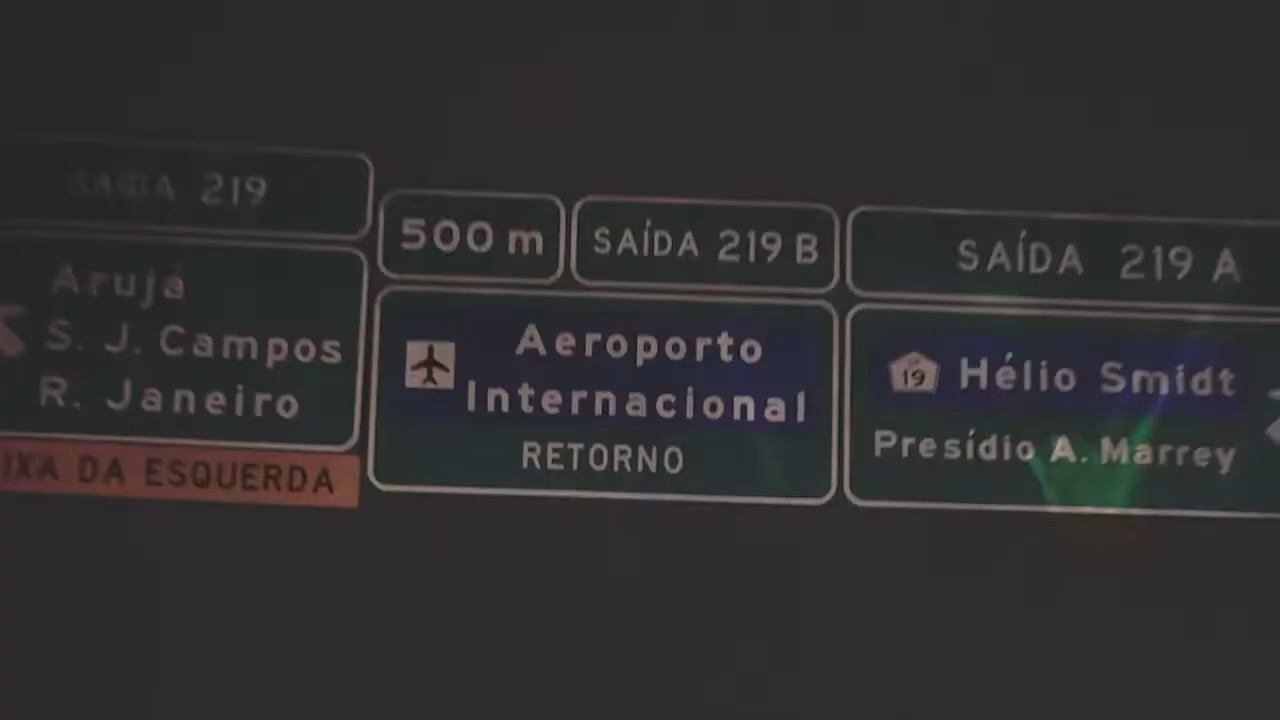 SAÍDA 219
Arujá
S. J. Campos
R. Janeiro
IXA DA ESQUERDA
500 m
SAÍDA 219 B
Aeroporto
Internacional
RETORNO
SAÍDA 219 A
19 Hélio Smidt
Presídio A. Marrey